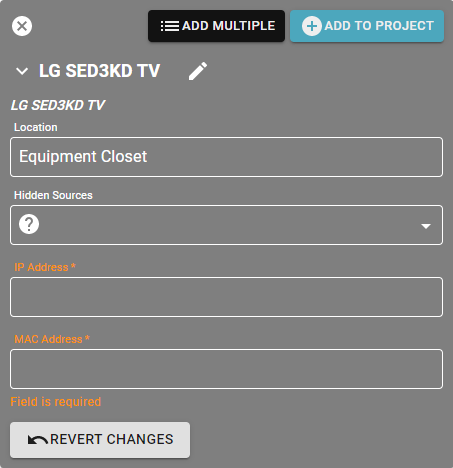 ADD MULTIPLE
ADD TO PROJECT
LG SED3KD TV
LG SED3KD TV
Location
Equipment Closet
Hidden Sources
?
IP Address *
MAC Address *
Field is required
REVERT CHANGES